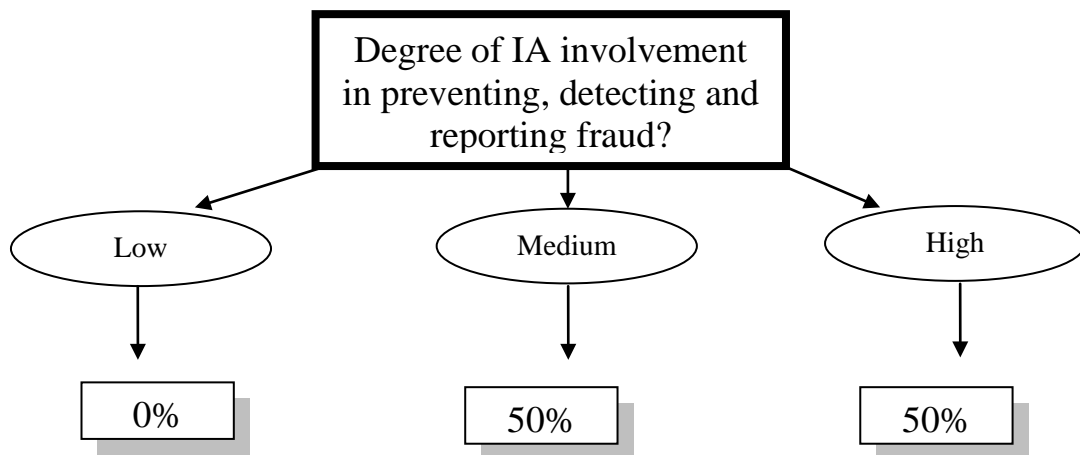 Degree of IA involvement
in preventing, detecting and
reporting fraud?
Low
Medium
High
0%
50%
50%